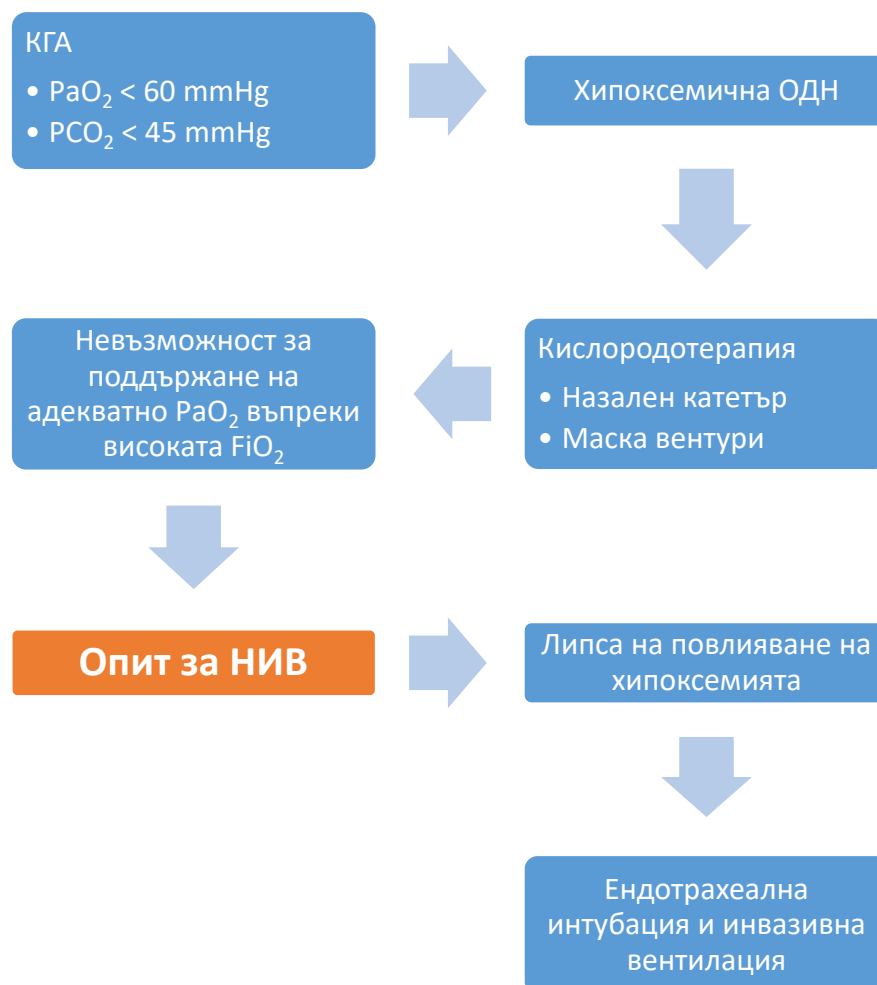 КГА
• PaO₂ < 60 mmHg
• PCO₂ < 45 mmHg
Хипоксемична ОДН
Кислородотерапия
• Назален катетър
• Маска вентури
Невъзможност за
поддържане на
адекватно PaO₂ въпреки
високата FiO₂
Опит за НИВ
Липса на повлияване на
хипоксемията
Ендотрахеална
интубация и инвазивна
вентилация